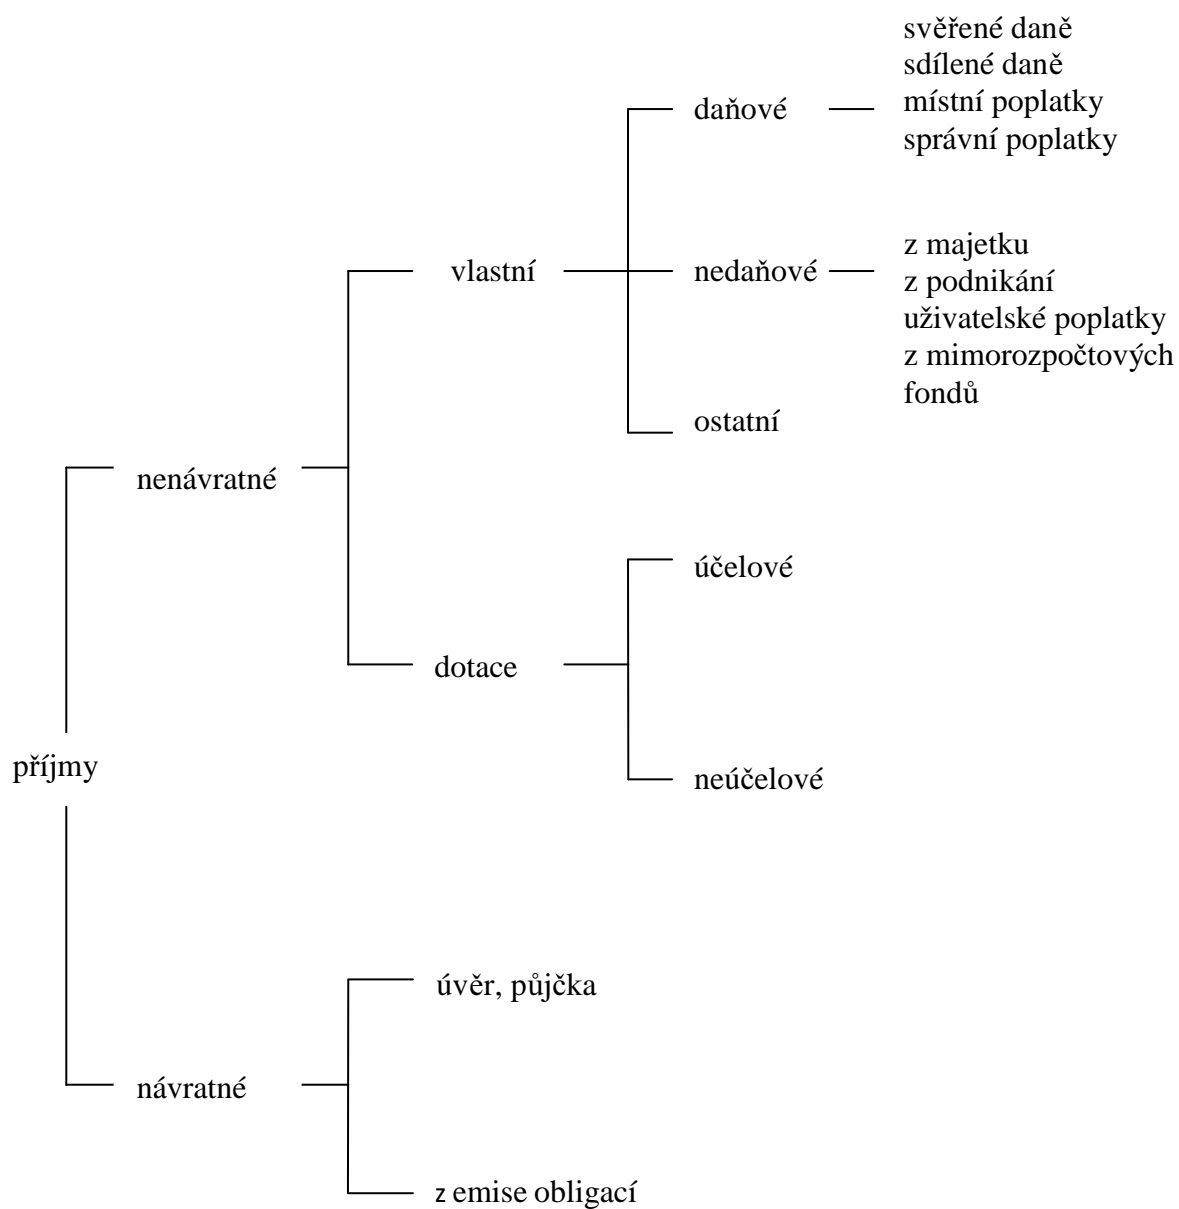 svěřené daně
sdílené daně
místní poplatky
správní poplatky
daňové
vlastní
nedaňové
z majetku
z podnikání
uživatelské poplatky
z mimorozpočtových
fondů
ostatní
nenávratné
účelové
dotace
neúčelové
příjmy
úvěr, půjčka
návratné
z emise obligací